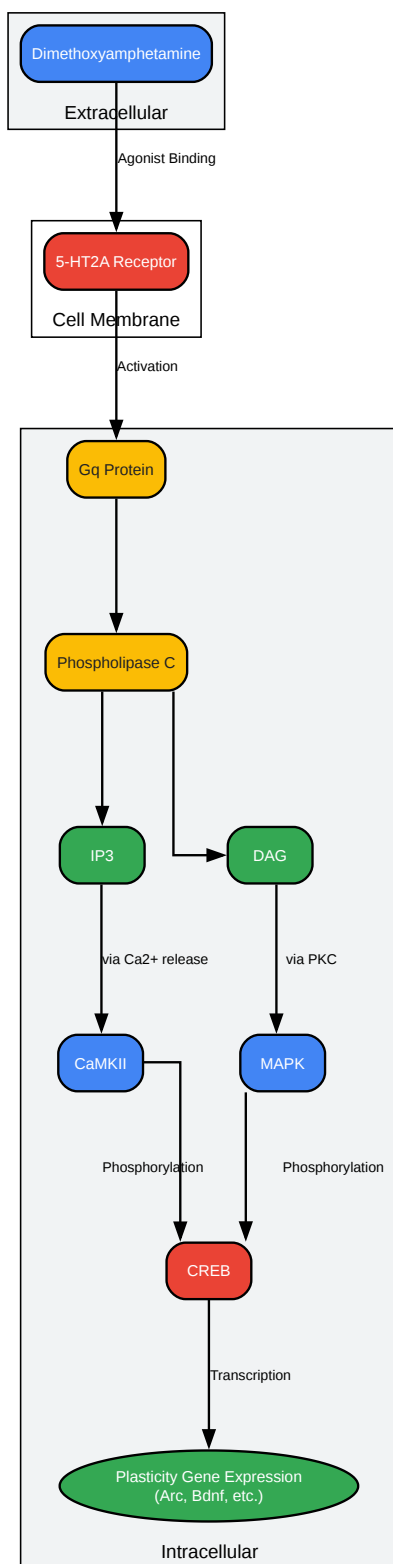 Dimethoxyamphetamine
Extracellular
Agonist Binding
5-HT2A Receptor
Cell Membrane
Activation
Gq Protein
Phospholipase C
IP3
DAG
via Ca2+ release
via PKC
CaMKII
MAPK
Phosphorylation
Phosphorylation
CREB
Transcription
Plasticity Gene Expression
(Arc, Bdnf, etc.)
Intracellular